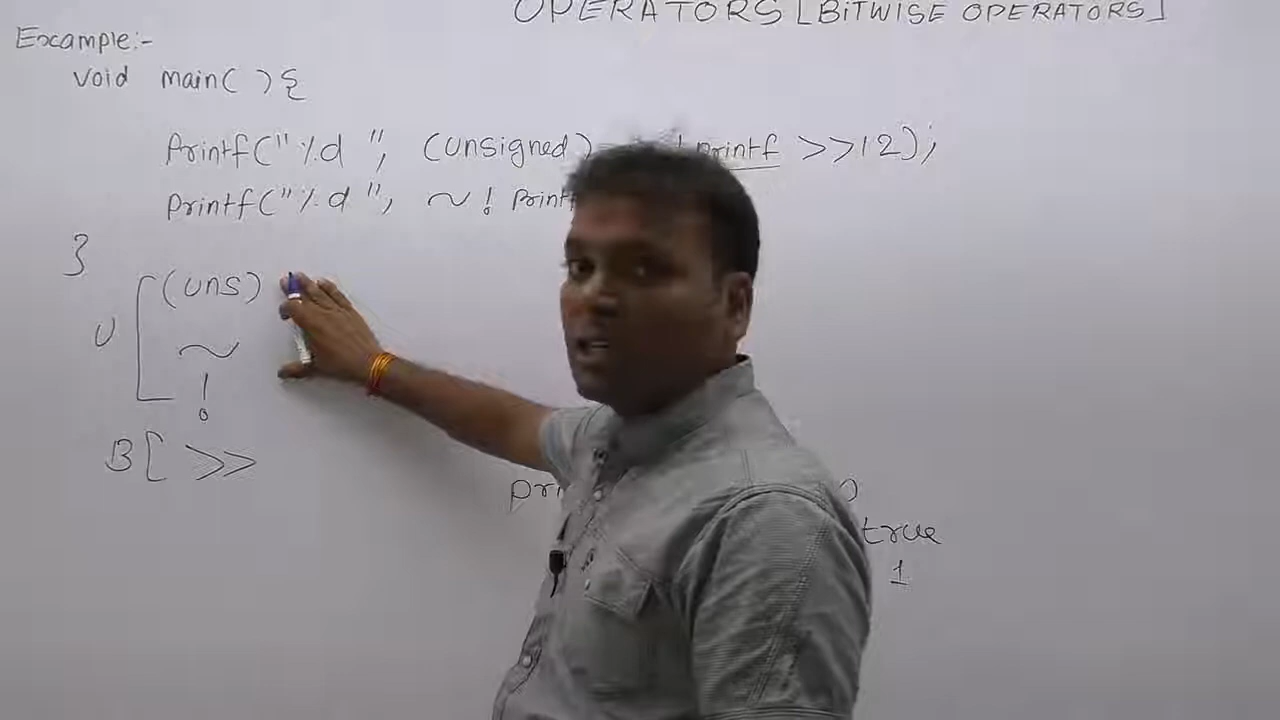 OPERATORS [BITWISE OPERATORS]
Example:-
void main( ){
printf("%d ", (unsigned) printf >>12);
printf("%d ", ~ ! Print
}
(uns)
U [ ~
!
B [ >>
true
1